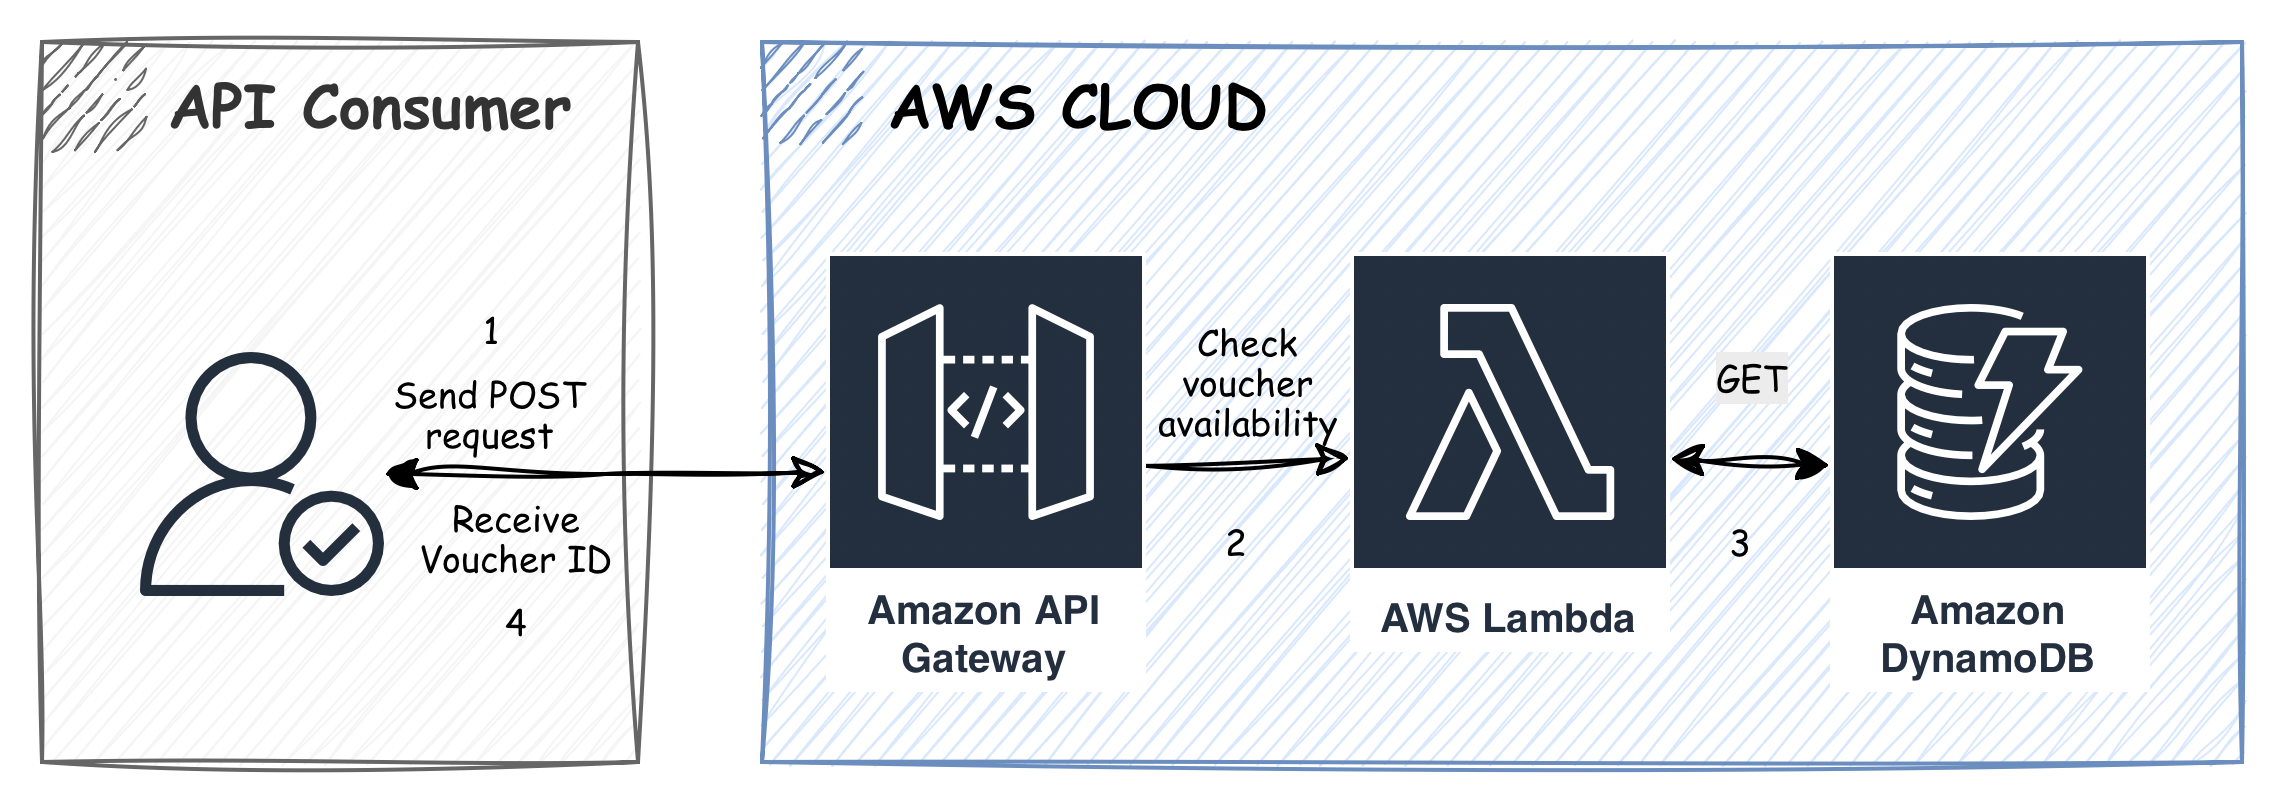 API Consumer
AWS CLOUD
1
Send POST
request
Receive
Voucher ID
4
</>
Amazon API
Gateway
Check
voucher
availability
2
AWS Lambda
GET
3
Amazon
DynamoDB